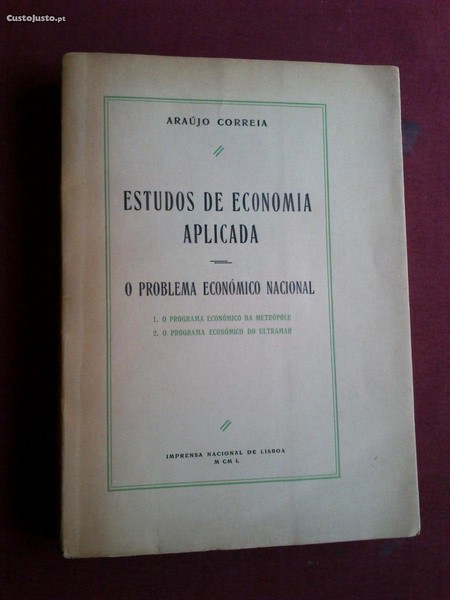 CustoJusto.pt
ARAÚJO CORREIA
ESTUDOS DE ECONOMIA
APLICADA
O PROBLEMA ECONÓMICO NACIONAL
1. O PROGRAMA ECONÓMICO DA METRÓPOLE
2. O PROGRAMA ECONÓMICO DO ULTRAMAR
IMPRENSA NACIONAL DE LISBOA
M CM L